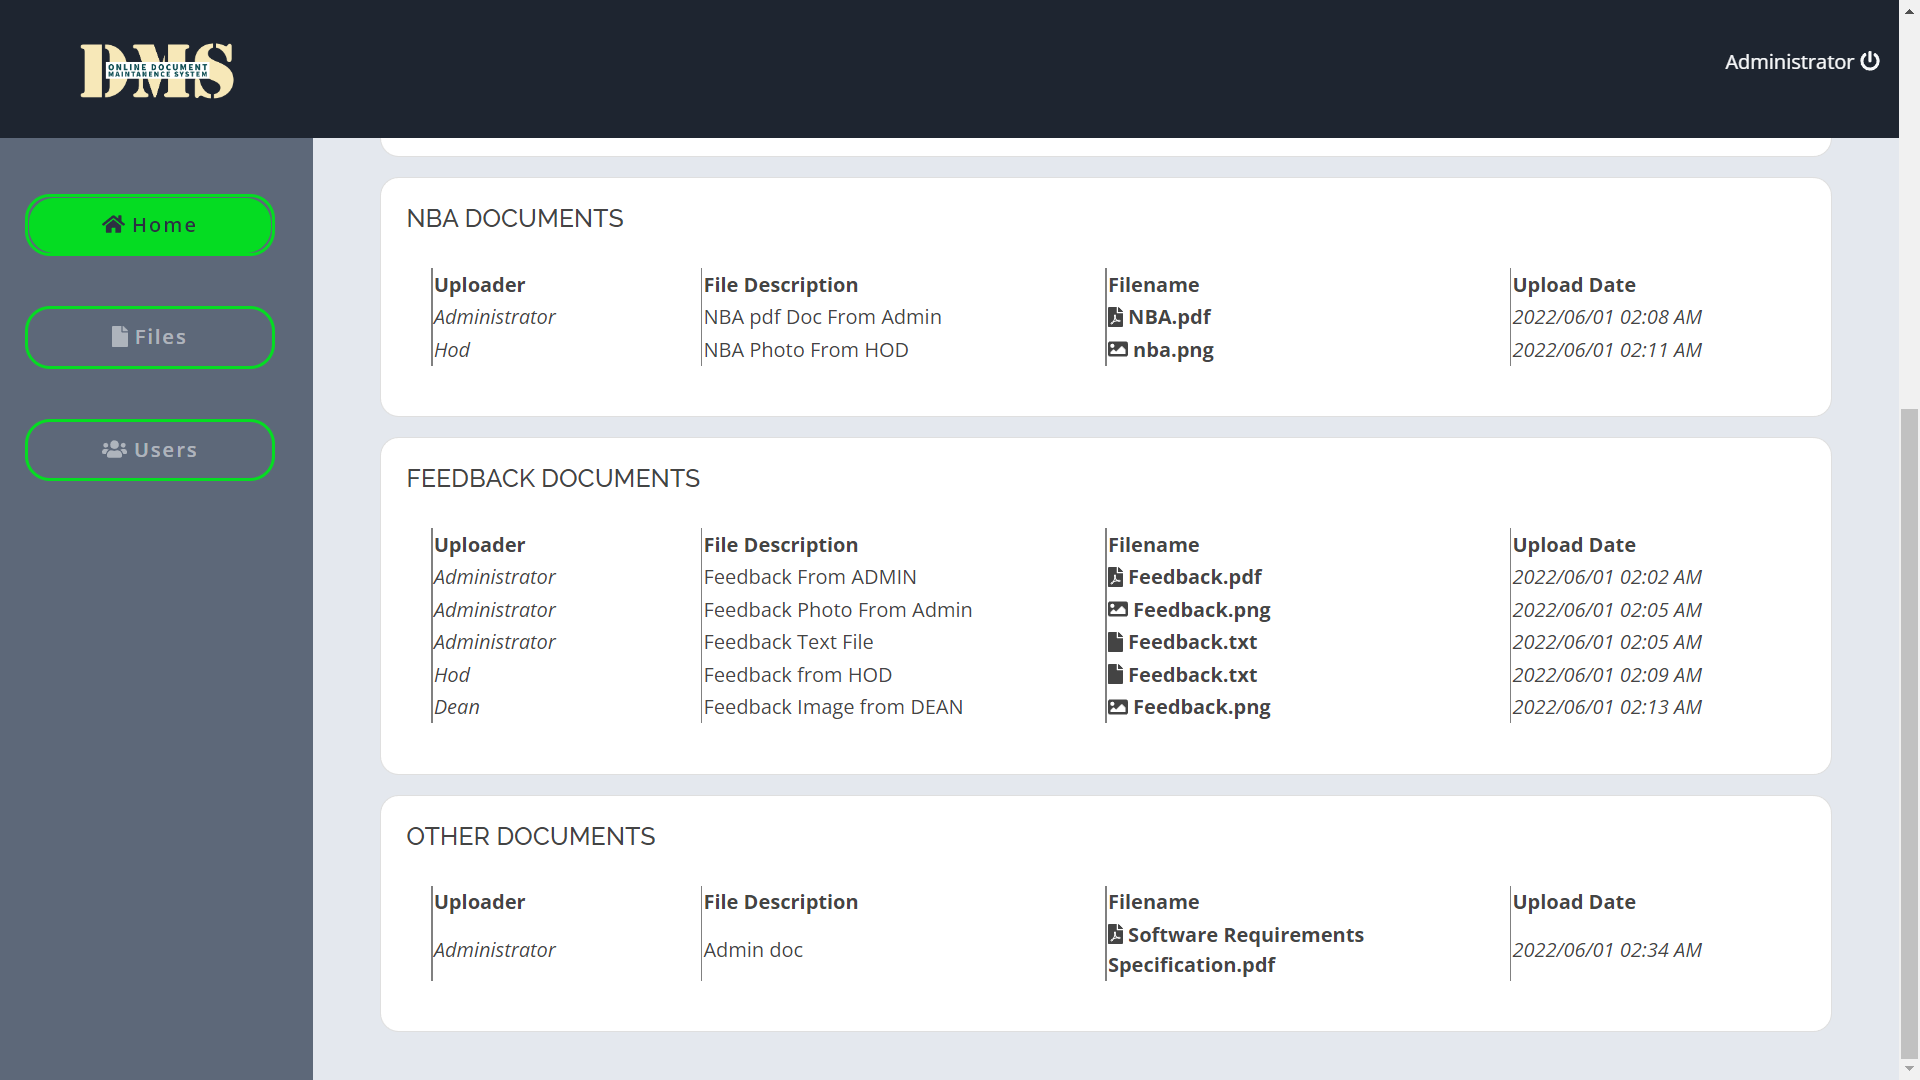 DMS
ONLINE DOCUMENT
MAINTANENCE SYSTEM
Administrator
Home
Files
Users
NBA DOCUMENTS
Uploader File Description Filename Upload Date
Administrator NBA pdf Doc From Admin NBA.pdf 2022/06/01 02:08 AM
Hod NBA Photo From HOD nba.png 2022/06/01 02:11 AM
FEEDBACK DOCUMENTS
Uploader File Description Filename Upload Date
Administrator Feedback From ADMIN Feedback.pdf 2022/06/01 02:02 AM
Administrator Feedback Photo From Admin Feedback.png 2022/06/01 02:05 AM
Administrator Feedback Text File Feedback.txt 2022/06/01 02:05 AM
Hod Feedback from HOD Feedback.txt 2022/06/01 02:09 AM
Dean Feedback Image from DEAN Feedback.png 2022/06/01 02:13 AM
OTHER DOCUMENTS
Uploader File Description Filename Upload Date
Administrator Admin doc Software Requirements
Specification.pdf 2022/06/01 02:34 AM